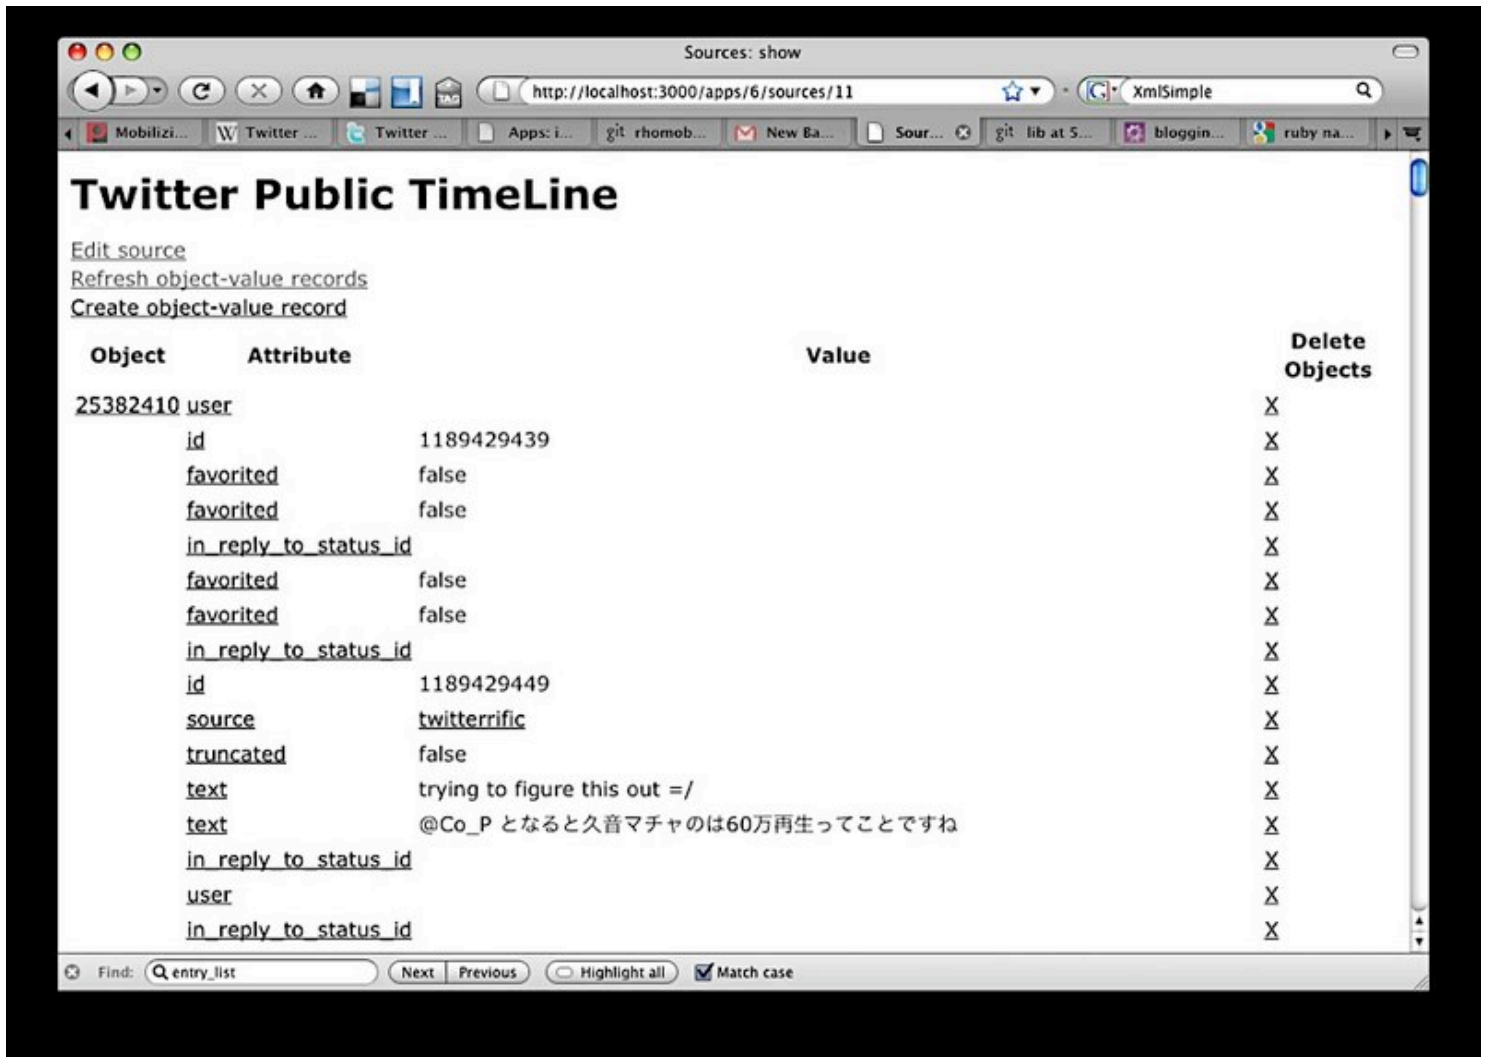 Sources: show
http://localhost:3000/apps/6/sources/11
XmlSimple
Mobilizi... Twitter ... Twitter ... Apps: i... git rhomob... New Ba... Sour... git lib at S... bloggin... ruby na...
Twitter Public TimeLine
Edit source
Refresh object-value records
Create object-value record
Object Attribute Value Delete Objects
25382410 user X
id 1189429439 X
favorited false X
favorited false X
in_reply_to_status_id X
favorited false X
favorited false X
in_reply_to_status_id X
id 1189429449 X
source twitterrific X
truncated false X
text trying to figure this out =/ X
text @Co_P となると久音マチャのは60万再生ってことですね X
in_reply_to_status_id X
user X
in_reply_to_status_id X
Find: entry_list Next Previous Highlight all Match case